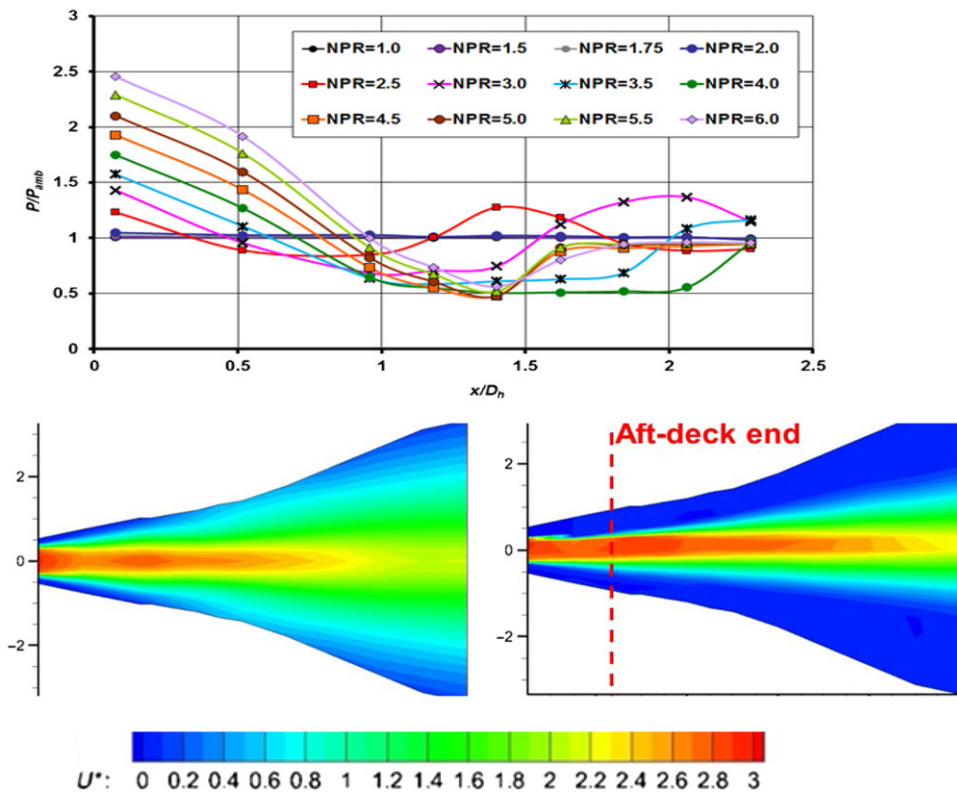 3
NPR=1.0 NPR=1.5 NPR=1.75 NPR=2.0
2.5
NPR=2.5 NPR=3.0 NPR=3.5 NPR=4.0
2
NPR=4.5 NPR=5.0 NPR=5.5 NPR=6.0
P/Pamb
1.5
1
0.5
0
0 0.5 1 1.5 2 2.5
x/Dh
Aft-deck end
2 2
0 0
−2 −2
U*: 0 0.2 0.4 0.6 0.8 1 1.2 1.4 1.6 1.8 2 2.2 2.4 2.6 2.8 3